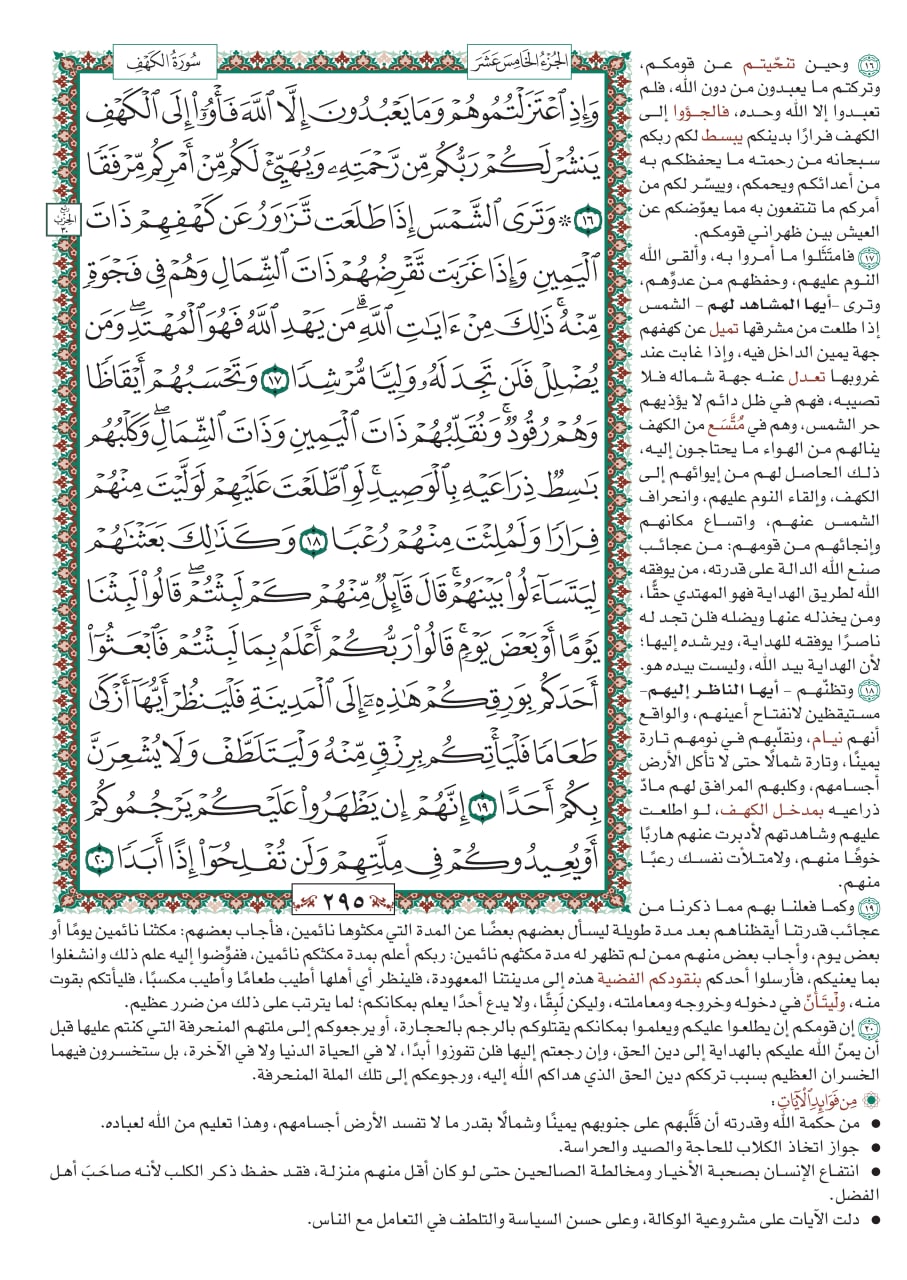 سُورَةُ الكَهْفِ
الجُزْءُ الخَامِسَ عَشَرَ
وَإِذِ ٱعۡتَزَلۡتُمُوهُمۡ وَمَا يَعۡبُدُونَ إِلَّا ٱللَّهَ فَأۡوُۥٓاْ إِلَى ٱلۡكَهۡفِ
يَنشُرۡ لَكُمۡ رَبُّكُم مِّن رَّحۡمَتِهِۦ وَيُهَيِّئۡ لَكُم مِّنۡ أَمۡرِكُم مِّرۡفَقٗا
١٦ ۞ وَتَرَى ٱلشَّمۡسَ إِذَا طَلَعَت تَّزَٰوَرُ عَن كَهۡفِهِمۡ ذَاتَ
ٱلۡيَمِينِ وَإِذَا غَرَبَت تَّقۡرِضُهُمۡ ذَاتَ ٱلشِّمَالِ وَهُمۡ فِي فَجۡوَةٖ
مِّنۡهُۚ ذَٰلِكَ مِنۡ ءَايَٰتِ ٱللَّهِۗ مَن يَهۡدِ ٱللَّهُ فَهُوَ ٱلۡمُهۡتَدِۖ وَمَن
يُضۡلِلۡ فَلَن تَجِدَ لَهُۥ وَلِيّٗا مُّرۡشِدٗا ١٧ وَتَحۡسَبُهُمۡ أَيۡقَاظٗا
وَهُمۡ رُقُودٞۚ وَنُقَلِّبُهُمۡ ذَاتَ ٱلۡيَمِينِ وَذَاتَ ٱلشِّمَالِۖ وَكَلۡبُهُم
بَٰسِطٞ ذِرَاعَيۡهِ بِٱلۡوَصِيدِۚ لَوِ ٱطَّلَعۡتَ عَلَيۡهِمۡ لَوَلَّيۡتَ مِنۡهُمۡ
فِرَارٗا وَلَمُلِئۡتَ مِنۡهُمۡ رُعۡبٗا ١٨ وَكَذَٰلِكَ بَعَثۡنَٰهُمۡ
لِيَتَسَآءَلُواْ بَيۡنَهُمۡۚ قَالَ قَآئِلٞ مِّنۡهُمۡ كَمۡ لَبِثۡتُمۡۖ قَالُواْ لَبِثۡنَا
يَوۡمًا أَوۡ بَعۡضَ يَوۡمٖۚ قَالُواْ رَبُّكُمۡ أَعۡلَمُ بِمَا لَبِثۡتُمۡ فَٱبۡعَثُوٓاْ
أَحَدَكُم بِوَرِقِكُمۡ هَٰذِهِۦٓ إِلَى ٱلۡمَدِينَةِ فَلۡيَنظُرۡ أَيُّهَآ أَزۡكَىٰ
طَعَامٗا فَلۡيَأۡتِكُم بِرِزۡقٖ مِّنۡهُ وَلۡيَتَلَطَّفۡ وَلَا يُشۡعِرَنَّ
بِكُمۡ أَحَدًا ١٩ إِنَّهُمۡ إِن يَظۡهَرُواْ عَلَيۡكُمۡ يَرۡجُمُوكُمۡ
أَوۡ يُعِيدُوكُمۡ فِي مِلَّتِهِمۡ وَلَن تُفۡلِحُوٓاْ إِذًا أَبَدٗا ٢٠
ربع
الحزب
٣٠
٢٩٥
١٦ وحين تنحّيتم عن قومكم،
وتركتم ما يعبدون من دون الله، فلم
تعبدوا إلا الله وحده، فالجؤوا إلى
الكهف فرارًا بدينكم يبسط لكم ربكم
سبحانه من رحمته ما يحفظكم به
من أعدائكم ويحمكم، وييسّر لكم من
أمركم ما تنتفعون به مما يعوّضكم عن
العيش بين ظهراني قومكم.
١٧ فامتَثَلوا ما أمروا به، وألقى الله
النوم عليهم، وحفظهم من عدوِّهم،
وترى –أيها المشاهد لهم – الشمس
إذا طلعت من مشرقها تميل عن كهفهم
جهة يمين الداخل فيه، وإذا غابت عند
غروبها تعدل عنه جهة شماله فلا
تصيبه، فهم في ظل دائم لا يؤذيهم
حر الشمس، وهم في مُتَّسَع من الكهف
ينالهم من الهواء ما يحتاجون إليه،
ذلك الحاصل لهم من إيوائهم إلى
الكهف، وإلقاء النوم عليهم، وانحراف
الشمس عنهم، واتساع مكانهم
وإنجائهم من قومهم: من عجائب
صنع الله الدالة على قدرته، من يوفقه
الله لطريق الهداية فهو المهتدي حقًّا،
ومن يخذله عنها ويضله فلن تجد له
ناصرًا يوفقه للهداية، ويرشده إليها؛
لأن الهداية بيد الله، وليست بيده هو.
١٨ وتظنّهم – أيها الناظر إليهم–
مستيقظين لانفتاح أعينهم، والواقع
أنهم نيام، ونقلّبهم في نومهم تارة
يمينًا، وتارة شمالًا حتى لا تأكل الأرض
أجسامهم، وكلبهم المرافق لهم مادّ
ذراعيه بمدخل الكهف، لو اطلعت
عليهم وشاهدتهم لأدبرت عنهم هاربًا
خوفًا منهم، ولامتلأت نفسك رعبًا
منهم.
١٩ وكما فعلنا بهم مما ذكرنا من
عجائب قدرتنا أيقظناهم بعد مدة طويلة ليسأل بعضهم بعضًا عن المدة التي مكثوها نائمين، فأجاب بعضهم: مكثنا نائمين يومًا أو
بعض يوم، وأجاب بعض منهم ممن لم تظهر له مدة مكثهم نائمين: ربكم أعلم بمدة مكثكم نائمين، ففوِّضوا إليه علم ذلك وانشغلوا
بما يعنيكم، فأرسلوا أحدكم بنقودكم الفضية هذه إلى مدينتنا المعهودة، فلينظر أي أهلها أطيب طعامًا وأطيب مكسبًا، فليأتكم بقوت
منه، ولْيتَأنّ في دخوله وخروجه ومعاملته، وليكن لَبِقًا، ولا يدع أحدًا يعلم بمكانكم؛ لما يترتب على ذلك من ضرر عظيم.
٢٠ إن قومكم إن يطلعوا عليكم ويعلموا بمكانكم يقتلوكم بالرجم بالحجارة، أو يرجعوكم إلى ملتهم المنحرفة التي كنتم عليها قبل
أن يمنّ الله عليكم بالهداية إلى دين الحق، وإن رجعتم إليها فلن تفوزوا أبدًا، لا في الحياة الدنيا ولا في الآخرة، بل ستخسرون فيهما
الخسران العظيم بسبب ترككم دين الحق الذي هداكم الله إليه، ورجوعكم إلى تلك الملة المنحرفة.
مِن فَوَائِدِ الآيَاتِ:
● من حكمة الله وقدرته أن قَلَّبهم على جنوبهم يمينًا وشمالًا بقدر ما لا تفسد الأرض أجسامهم، وهذا تعليم من الله لعباده.
● جواز اتخاذ الكلاب للحاجة والصيد والحراسة.
● انتفاع الإنسان بصحبة الأخيار ومخالطة الصالحين حتى لو كان أقل منهم منزلة، فقد حفظ ذكر الكلب لأنه صاحَبَ أهل
الفضل.
● دلت الآيات على مشروعية الوكالة، وعلى حسن السياسة والتلطف في التعامل مع الناس.